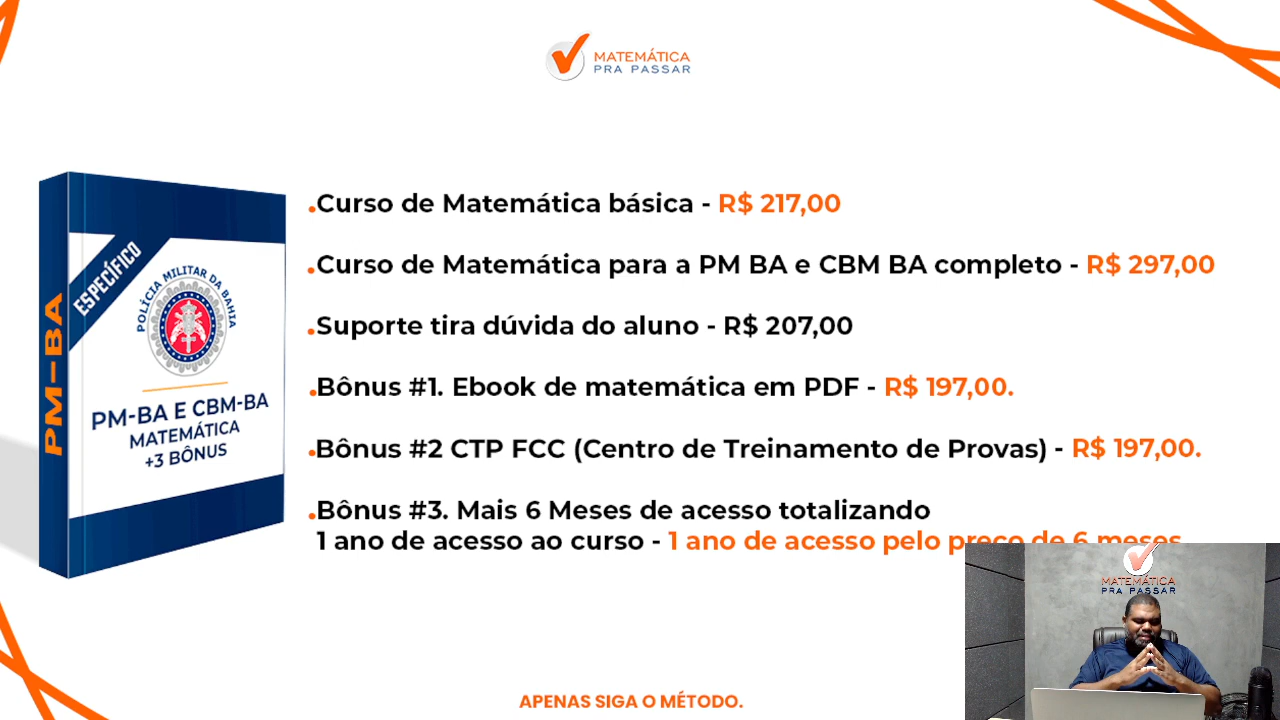 MATEMÁTICA
PRA PASSAR
.Curso de Matemática básica - R$ 217,00
.Curso de Matemática para a PM BA e CBM BA completo - R$ 297,00
.Suporte tira dúvida do aluno - R$ 207,00
.Bônus #1. Ebook de matemática em PDF - R$ 197,00.
.Bônus #2 CTP FCC (Centro de Treinamento de Provas) - R$ 197,00.
.Bônus #3. Mais 6 Meses de acesso totalizando
1 ano de acesso ao curso - 1 ano de acesso pelo preço de 6 meses
PM-BA
ESPECÍFICO
POLÍCIA MILITAR DA BAHIA
PM-BA E CBM-BA
MATEMÁTICA
+3 BÔNUS
MATEMÁTICA
PRA PASSAR
APENAS SIGA O MÉTODO.